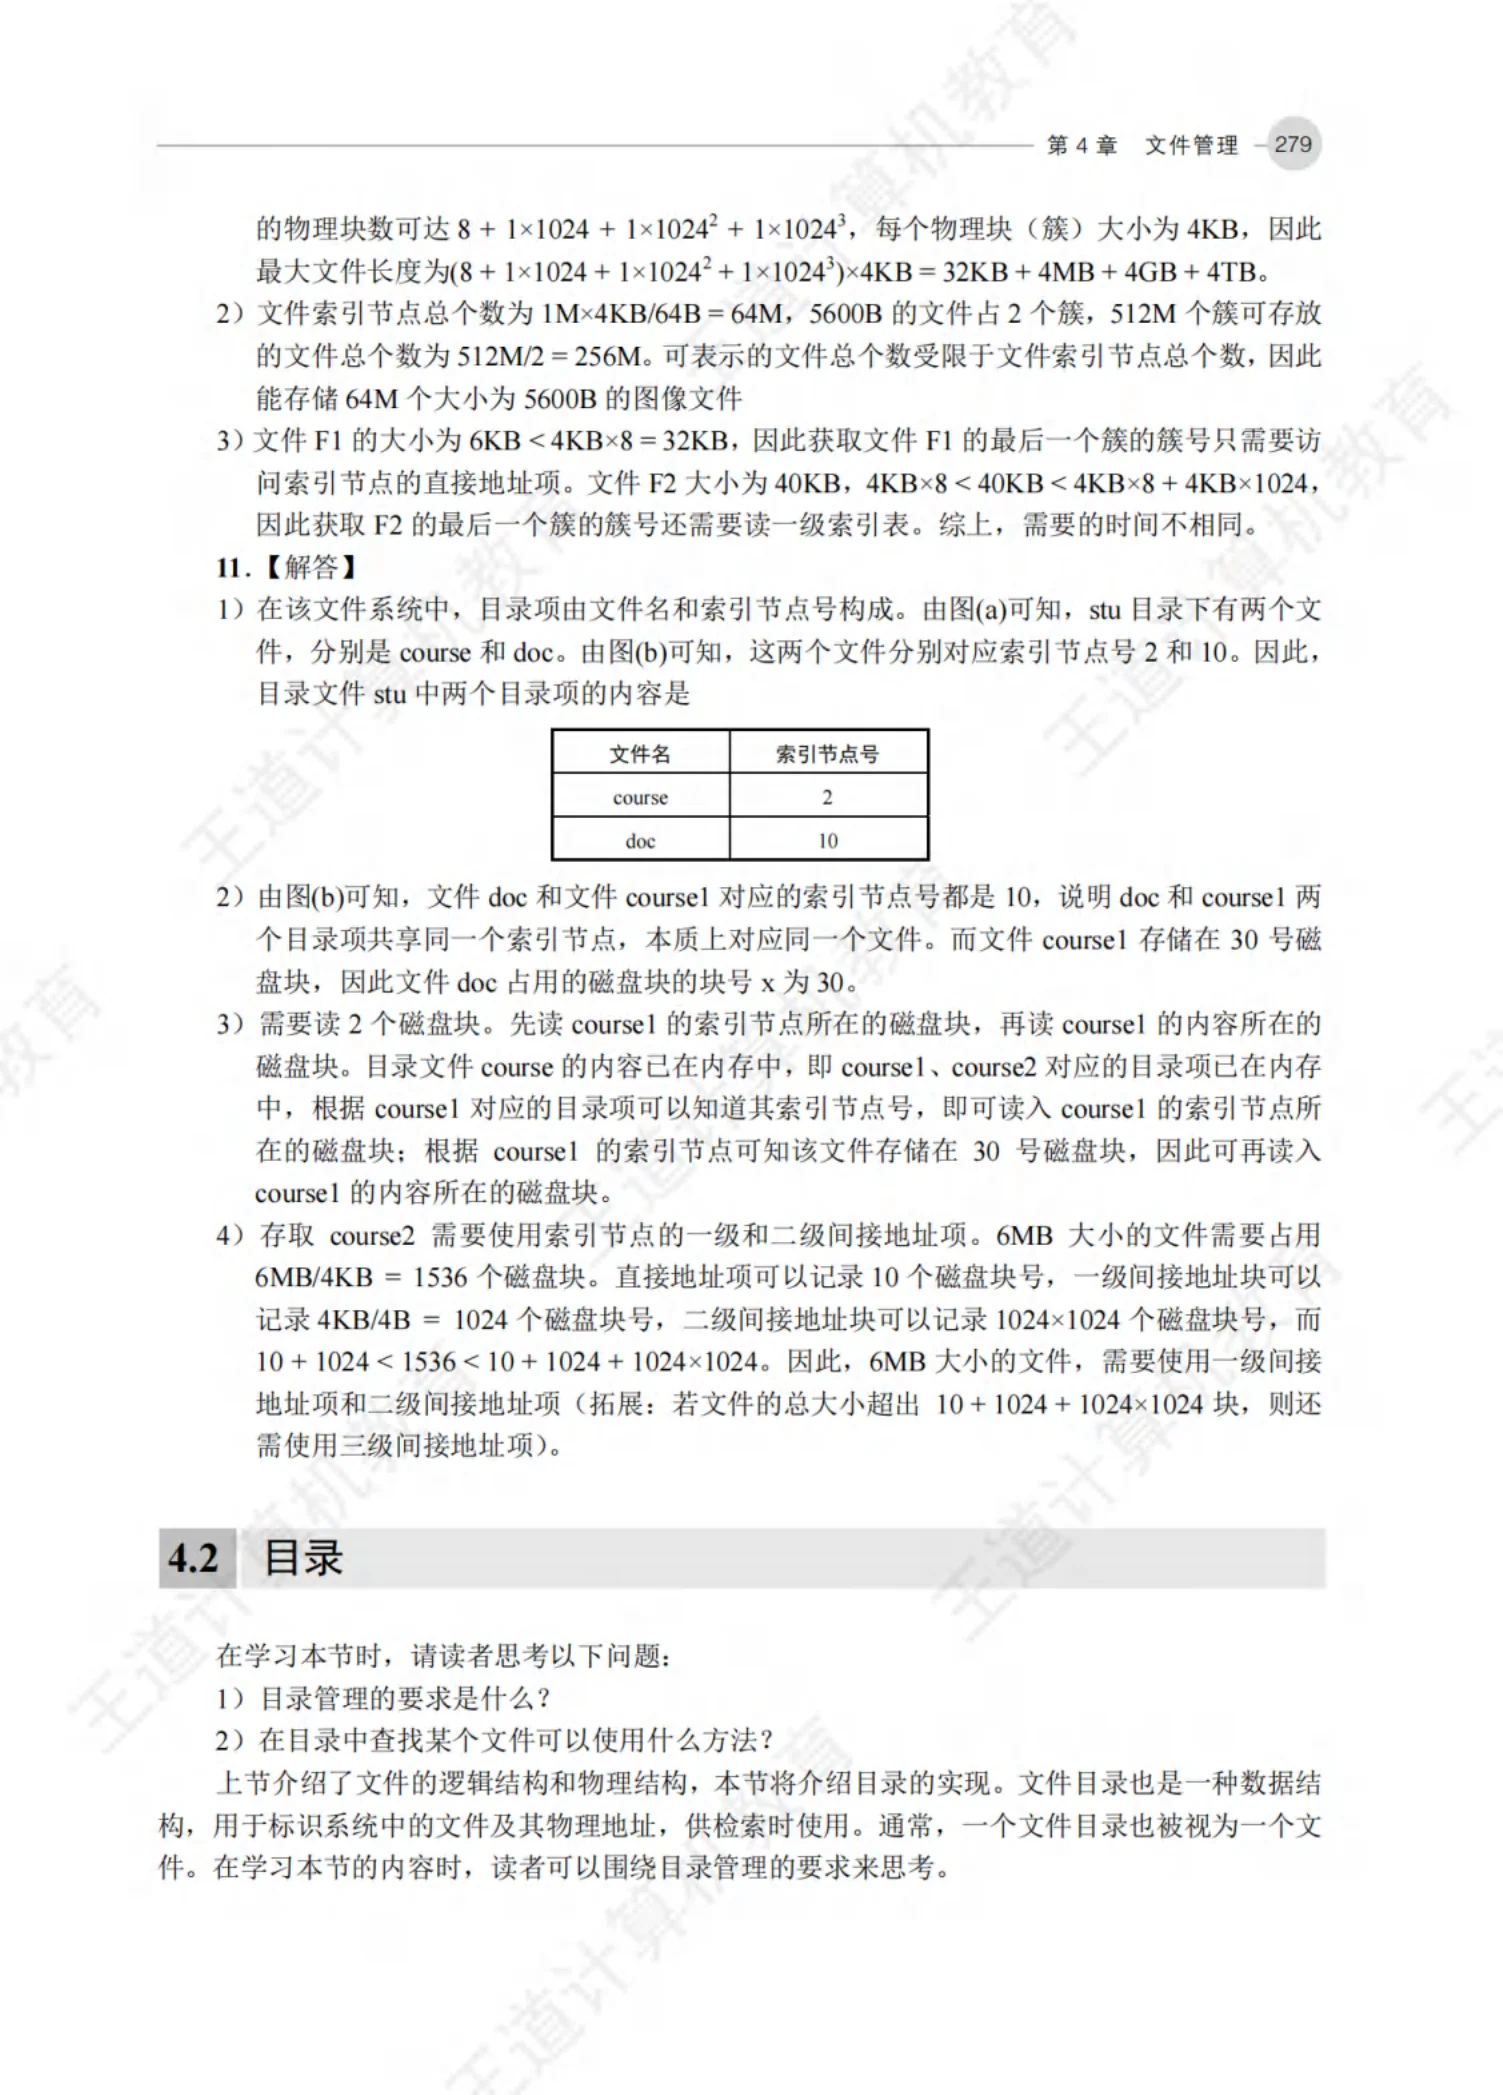 第 4 章 文件管理 279
的物理块数可达 8 + 1×1024 + 1×1024² + 1×1024³，每个物理块（簇）大小为 4KB，因此
最大文件长度为(8 + 1×1024 + 1×1024² + 1×1024³)×4KB = 32KB + 4MB + 4GB + 4TB。
2）文件索引节点总个数为 1M×4KB/64B = 64M，5600B 的文件占 2 个簇，512M 个簇可存放
的文件总个数为 512M/2 = 256M。可表示的文件总个数受限于文件索引节点总个数，因此
能存储 64M 个大小为 5600B 的图像文件
3）文件 F1 的大小为 6KB < 4KB×8 = 32KB，因此获取文件 F1 的最后一个簇的簇号只需要访
问索引节点的直接地址项。文件 F2 大小为 40KB，4KB×8 < 40KB < 4KB×8 + 4KB×1024，
因此获取 F2 的最后一个簇的簇号还需要读一级索引表。综上，需要的时间不相同。
11.【解答】
1）在该文件系统中，目录项由文件名和索引节点号构成。由图(a)可知，stu 目录下有两个文
件，分别是 course 和 doc。由图(b)可知，这两个文件分别对应索引节点号 2 和 10。因此，
目录文件 stu 中两个目录项的内容是
文件名 索引节点号
course 2
doc 10
2）由图(b)可知，文件 doc 和文件 course1 对应的索引节点号都是 10，说明 doc 和 course1 两
个目录项共享同一个索引节点，本质上对应同一个文件。而文件 course1 存储在 30 号磁
盘块，因此文件 doc 占用的磁盘块的块号 x 为 30。
3）需要读 2 个磁盘块。先读 course1 的索引节点所在的磁盘块，再读 course1 的内容所在的
磁盘块。目录文件 course 的内容已在内存中，即 course1、course2 对应的目录项已在内存
中，根据 course1 对应的目录项可以知道其索引节点号，即可读入 course1 的索引节点所
在的磁盘块；根据 course1 的索引节点可知该文件存储在 30 号磁盘块，因此可再读入
course1 的内容所在的磁盘块。
4）存取 course2 需要使用索引节点的一级和二级间接地址项。6MB 大小的文件需要占用
6MB/4KB = 1536 个磁盘块。直接地址项可以记录 10 个磁盘块号，一级间接地址块可以
记录 4KB/4B = 1024 个磁盘块号，二级间接地址块可以记录 1024×1024 个磁盘块号，而
10 + 1024 < 1536 < 10 + 1024 + 1024×1024。因此，6MB 大小的文件，需要使用一级间接
地址项和二级间接地址项（拓展：若文件的总大小超出 10 + 1024 + 1024×1024 块，则还
需使用三级间接地址项）。
4.2 目录
在学习本节时，请读者思考以下问题：
1）目录管理的要求是什么？
2）在目录中查找某个文件可以使用什么方法？
上节介绍了文件的逻辑结构和物理结构，本节将介绍目录的实现。文件目录也是一种数据结
构，用于标识系统中的文件及其物理地址，供检索时使用。通常，一个文件目录也被视为一个文
件。在学习本节的内容时，读者可以围绕目录管理的要求来思考。
王道计算机教育